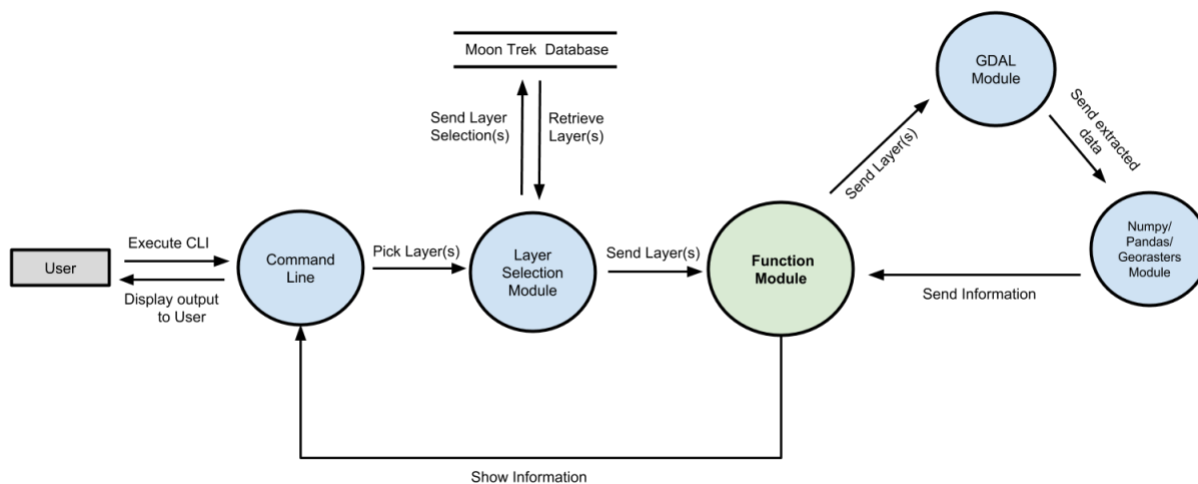 Moon Trek Database
GDAL
Module
Send Layer
Selection(s)
Retrieve
Layer(s)
Send Layer(s)
Send extracted
data
User
Execute CLI
Display output
to User
Command
Line
Pick Layer(s)
Layer
Selection
Module
Send Layer(s)
Function
Module
Send Information
Numpy/
Pandas/
Georasters
Module
Show Information